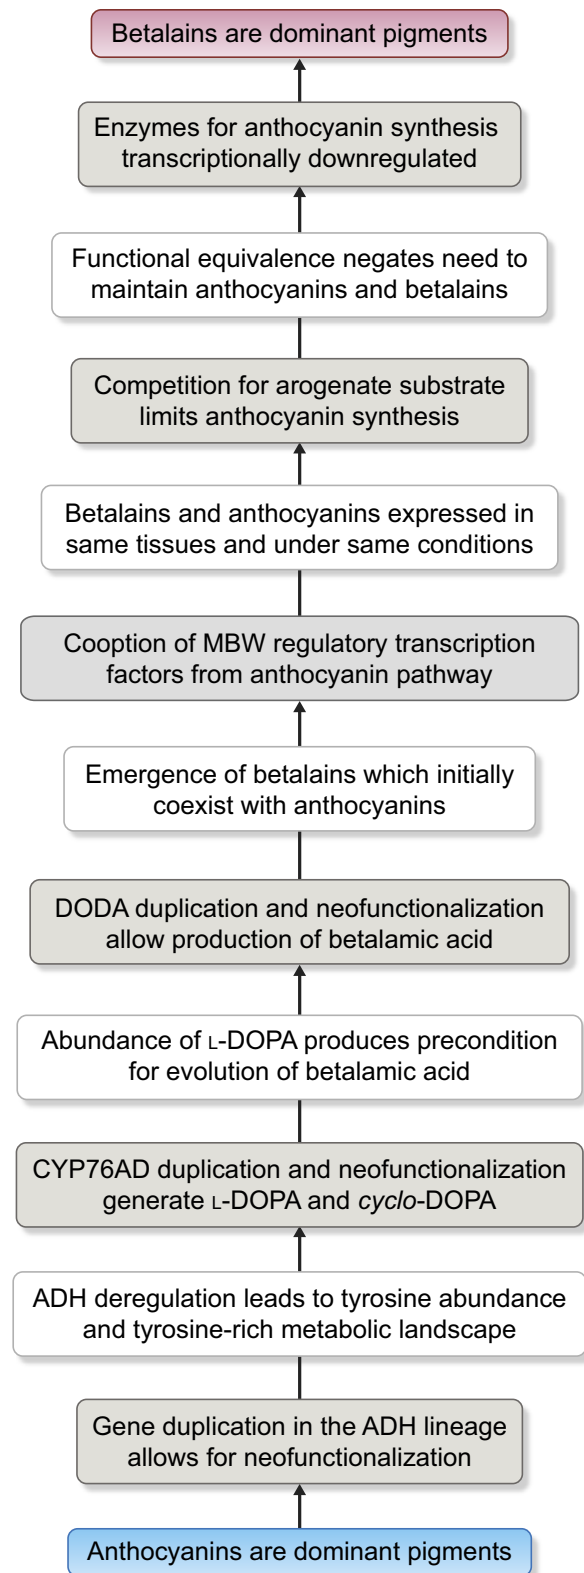 Betalains are dominant pigments
Enzymes for anthocyanin synthesis
transcriptionally downregulated
Functional equivalence negates need to
maintain anthocyanins and betalains
Competition for arogenate substrate
limits anthocyanin synthesis
Betalains and anthocyanins expressed in
same tissues and under same conditions
Cooption of MBW regulatory transcription
factors from anthocyanin pathway
Emergence of betalains which initially
coexist with anthocyanins
DODA duplication and neofunctionalization
allow production of betalamic acid
Abundance of L-DOPA produces precondition
for evolution of betalamic acid
CYP76AD duplication and neofunctionalization
generate L-DOPA and cyclo-DOPA
ADH deregulation leads to tyrosine abundance
and tyrosine-rich metabolic landscape
Gene duplication in the ADH lineage
allows for neofunctionalization
Anthocyanins are dominant pigments